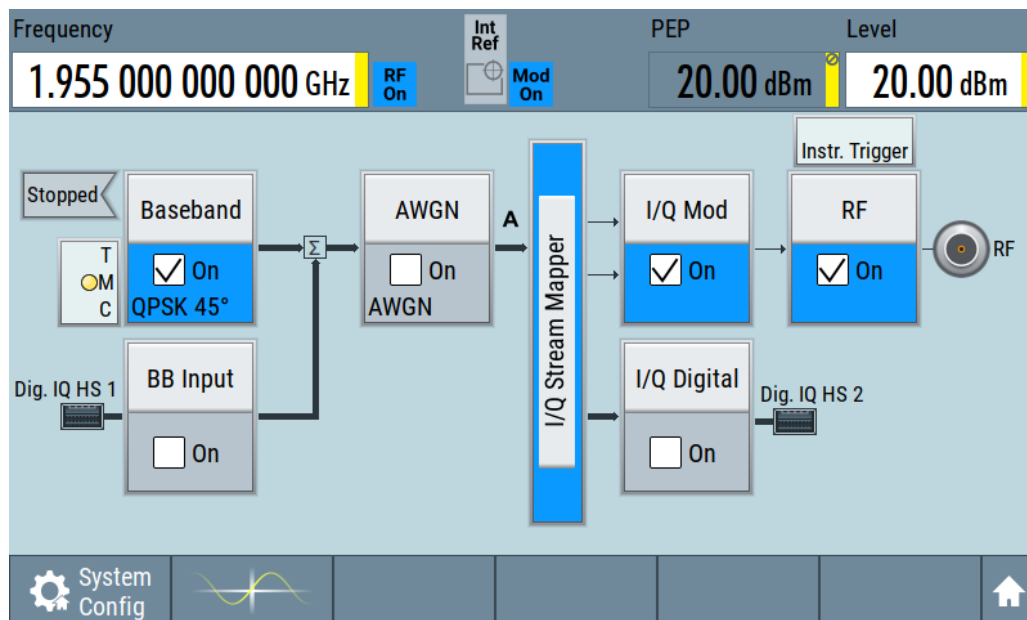 Frequency
Int
Ref
PEP
Level
1.955 000 000 000 GHz
RF
On
Mod
On
20.00 dBm
20.00 dBm
Instr. Trigger
Stopped
Baseband
AWGN
A
I/Q Mod
RF
T
M
C
On
QPSK 45°
Σ
On
AWGN
I/Q Stream Mapper
On
On
RF
Dig. IQ HS 1
BB Input
I/Q Digital
Dig. IQ HS 2
On
On
System
Config